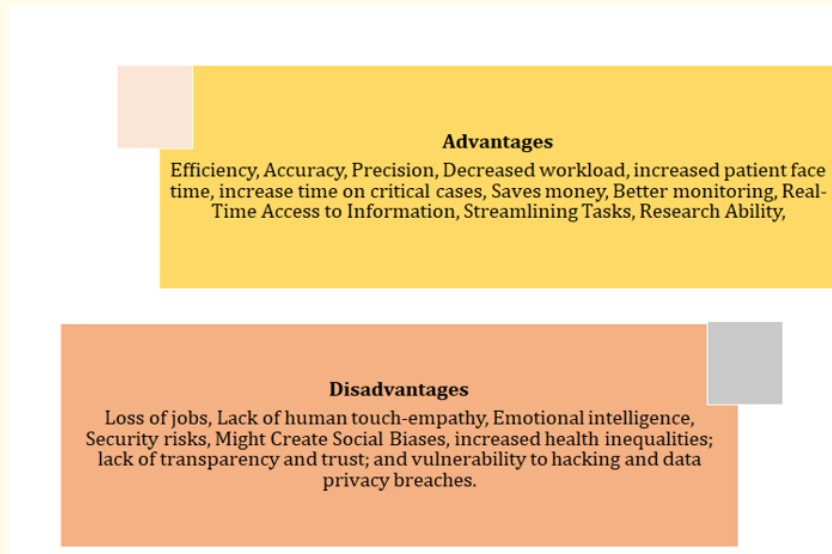 Advantages
Efficiency, Accuracy, Precision, Decreased workload, increased patient face
time, increase time on critical cases, Saves money, Better monitoring, Real-
Time Access to Information, Streamlining Tasks, Research Ability,
Disadvantages
Loss of jobs, Lack of human touch-empathy, Emotional intelligence,
Security risks, Might Create Social Biases, increased health inequalities;
lack of transparency and trust; and vulnerability to hacking and data
privacy breaches.